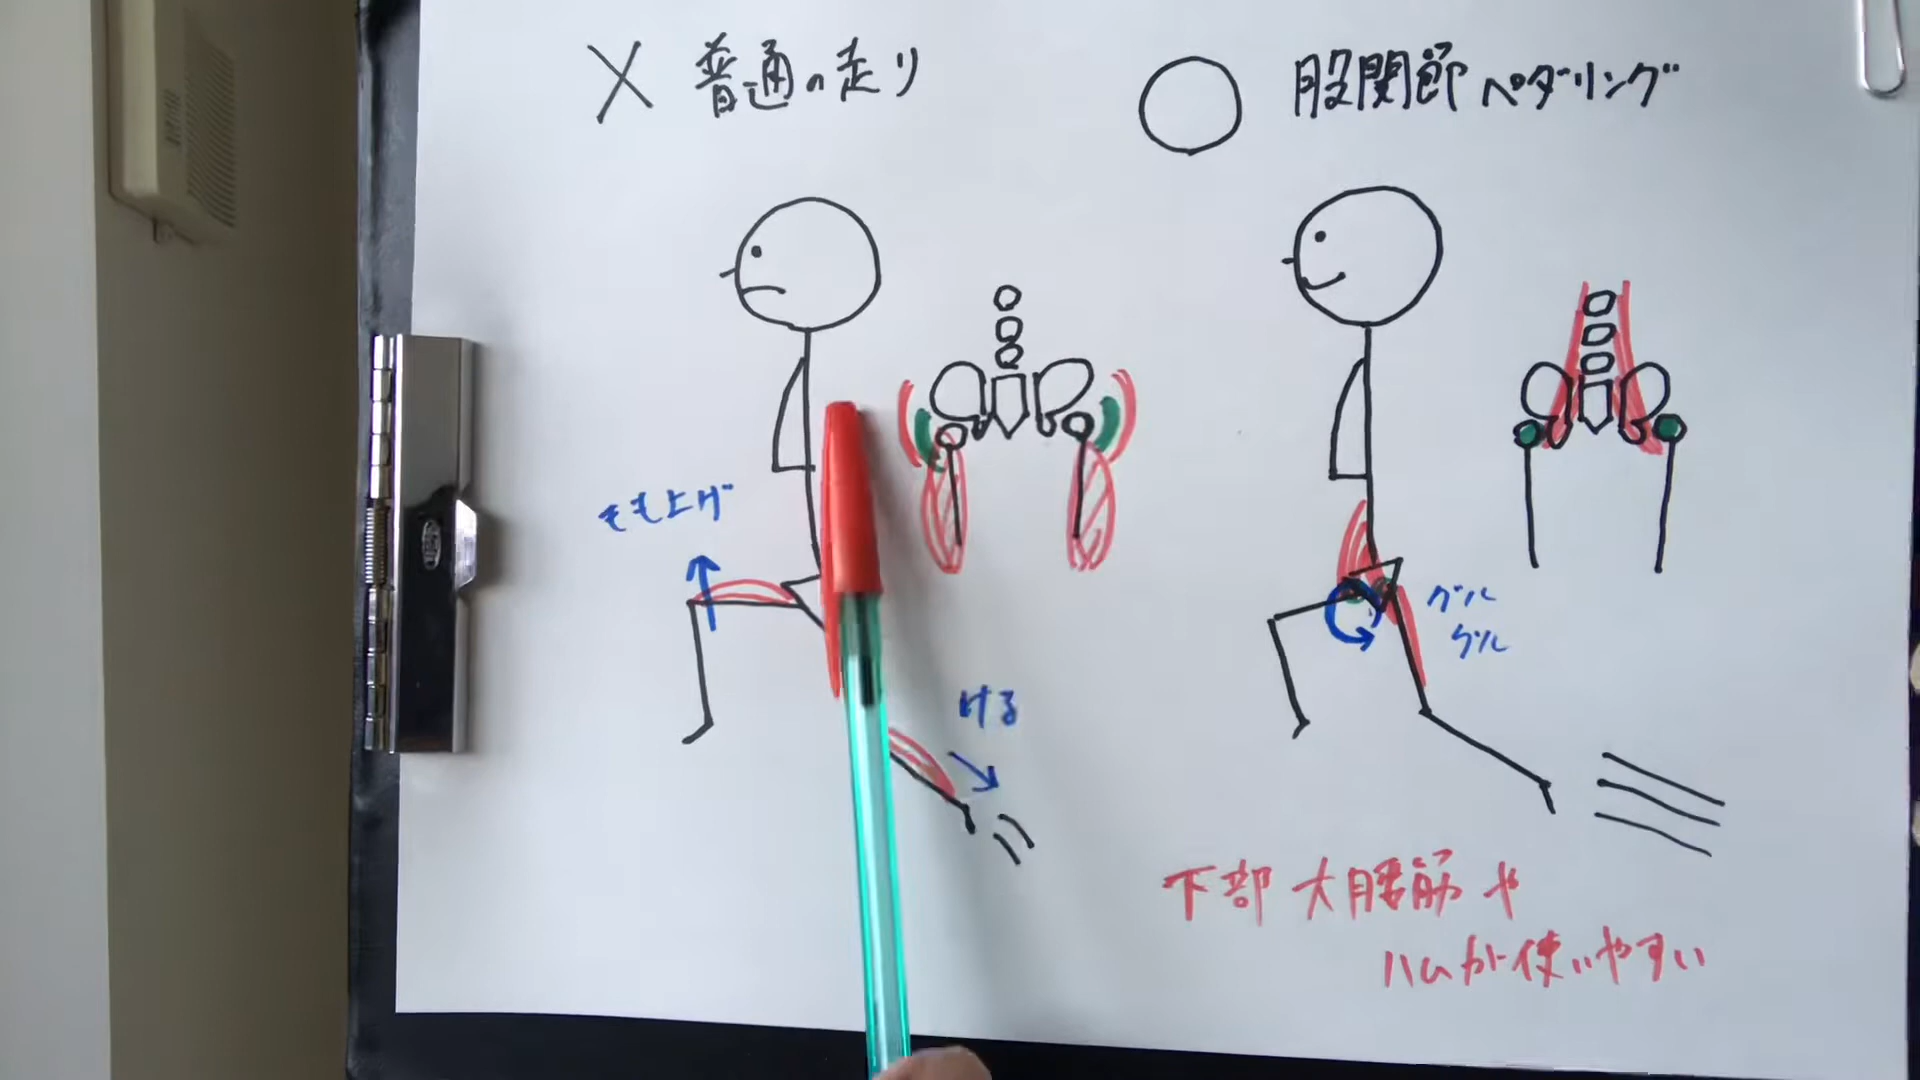 × 普通の走り
○ 股関節ペダリング
もも上げ
ける
グル
グル
下部 大腰筋や
ハムが使いやすい